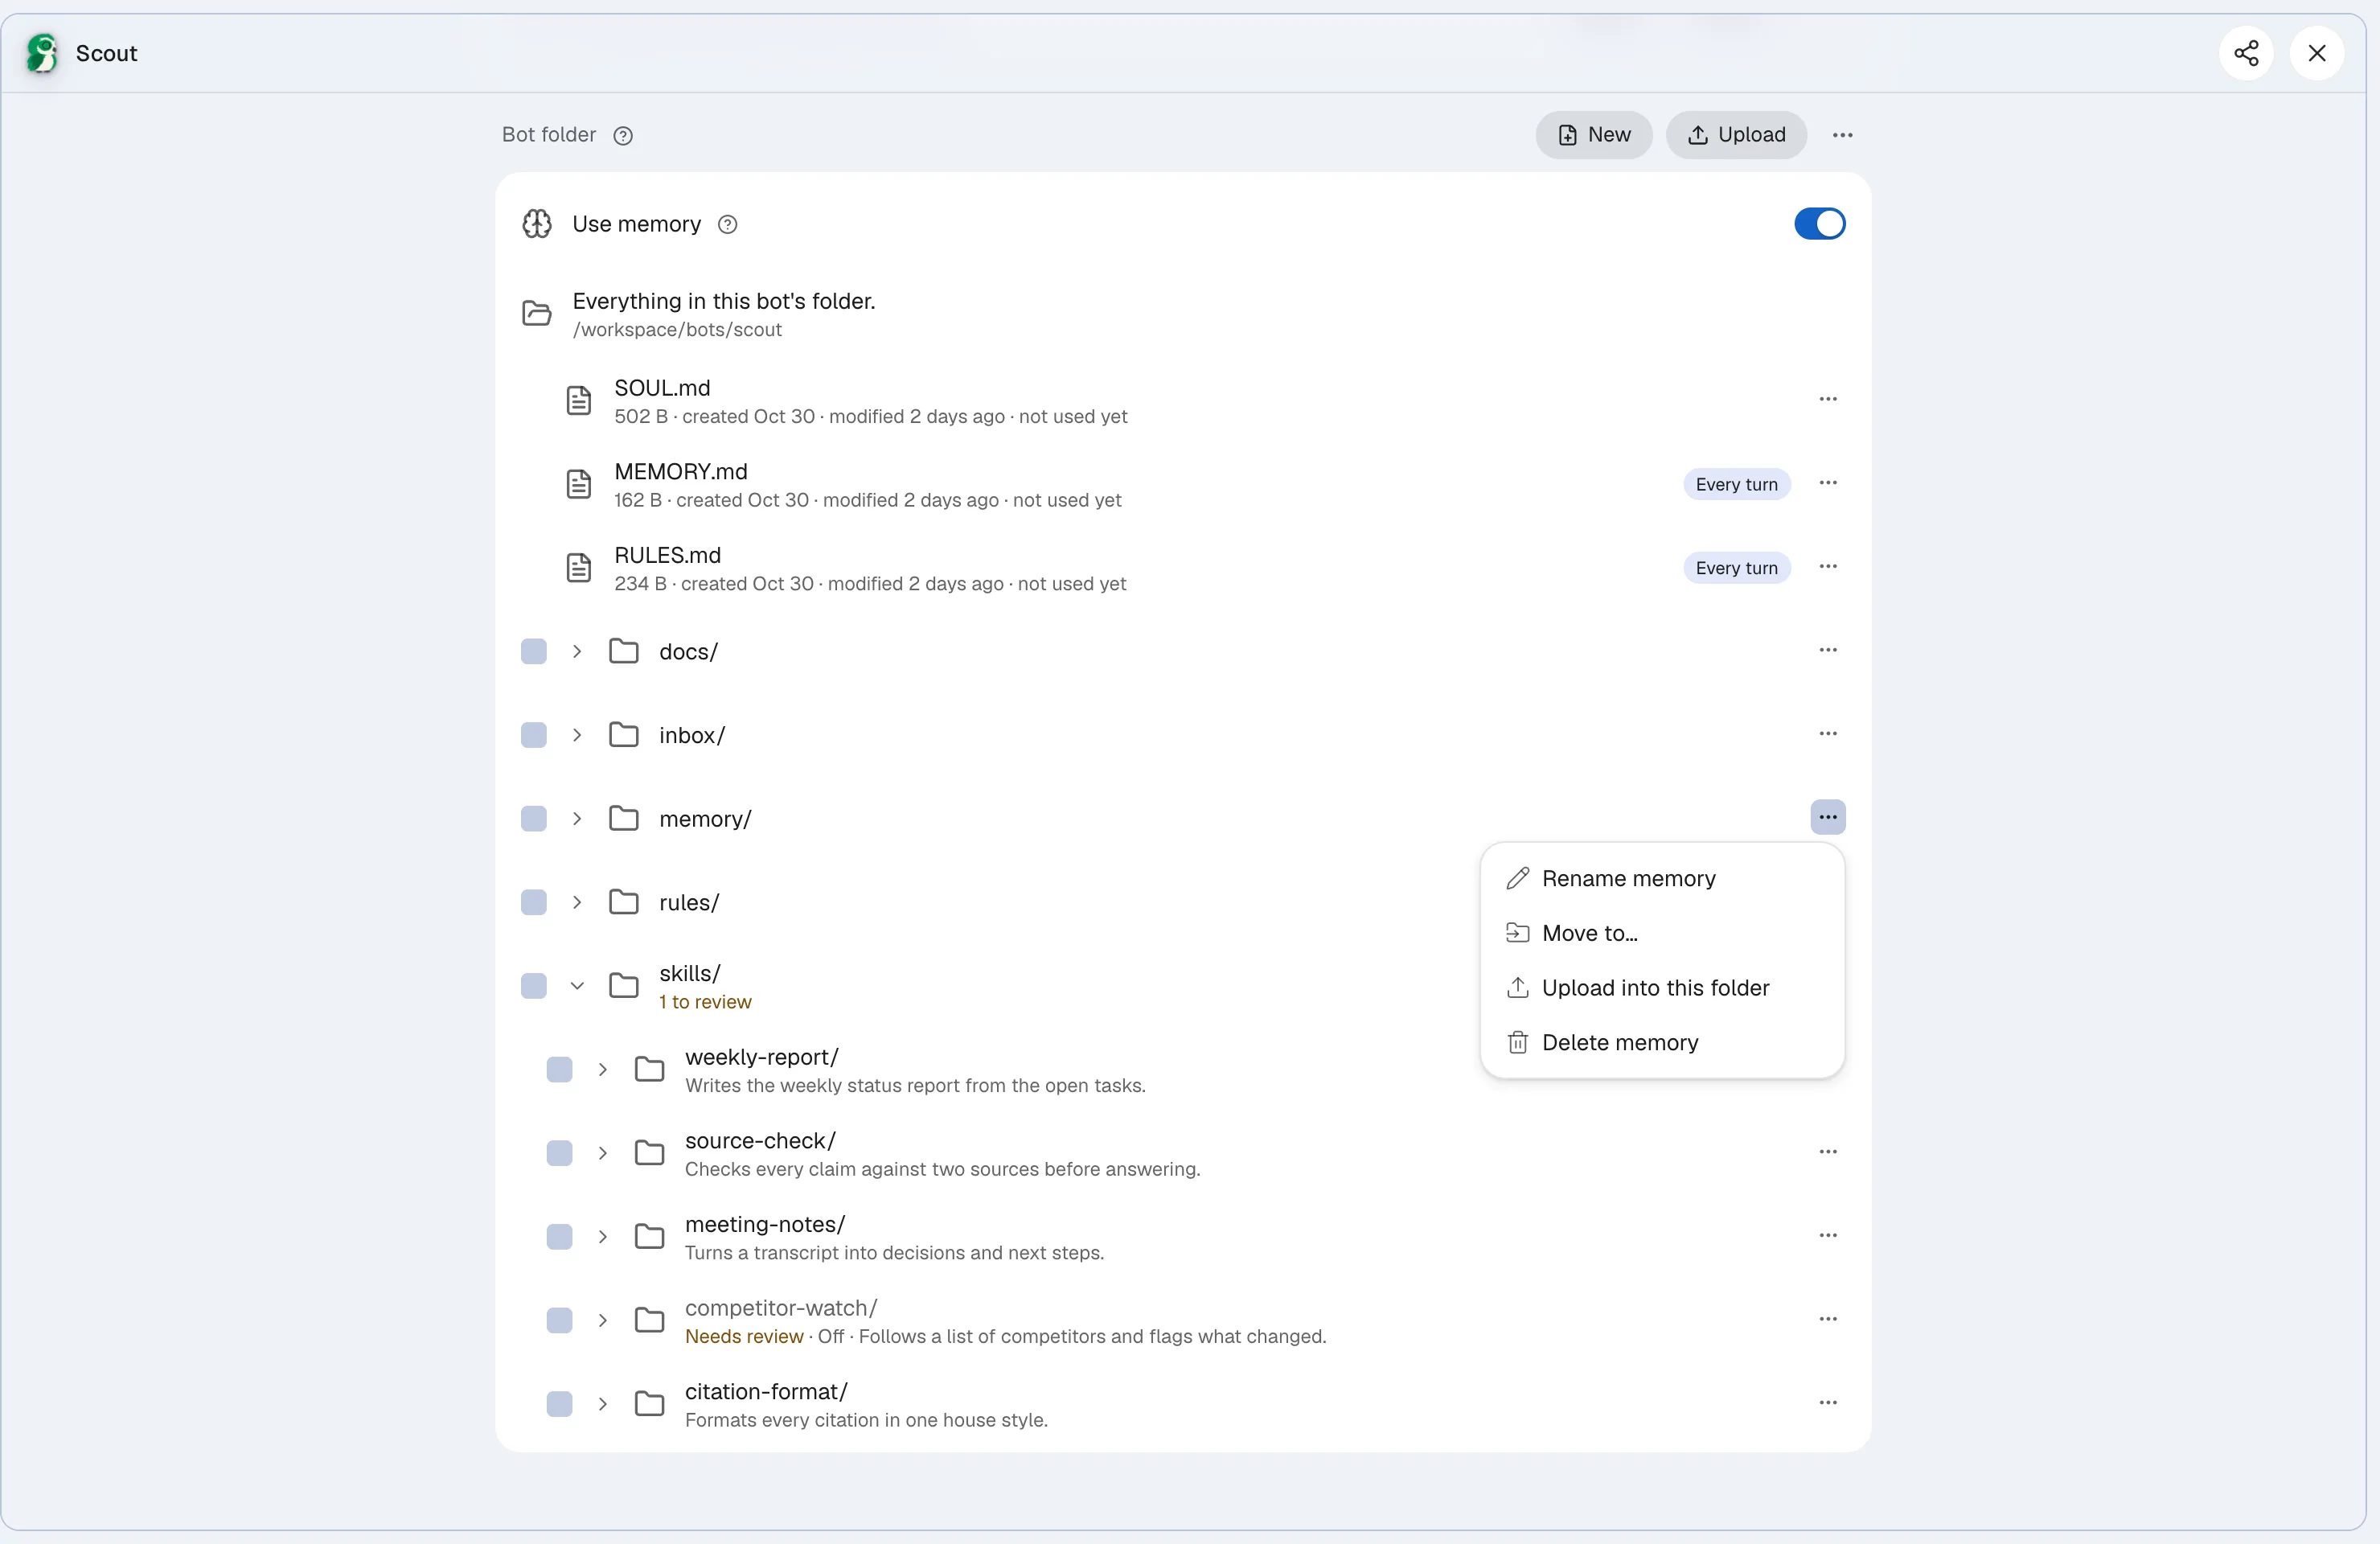 Scout
Bot folder
New
Upload
Use memory
Everything in this bot's folder.
/workspace/bots/scout
SOUL.md
502 B · created Oct 30 · modified 2 days ago · not used yet
MEMORY.md
162 B · created Oct 30 · modified 2 days ago · not used yet
Every turn
RULES.md
234 B · created Oct 30 · modified 2 days ago · not used yet
Every turn
docs/
inbox/
memory/
Rename memory
Move to…
Upload into this folder
Delete memory
rules/
skills/
1 to review
weekly-report/
Writes the weekly status report from the open tasks.
source-check/
Checks every claim against two sources before answering.
meeting-notes/
Turns a transcript into decisions and next steps.
competitor-watch/
Needs review · Off · Follows a list of competitors and flags what changed.
citation-format/
Formats every citation in one house style.